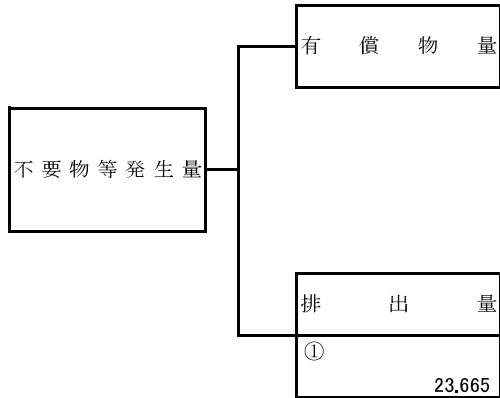 有償物量
不要物等発生量
排出量
①
23.665